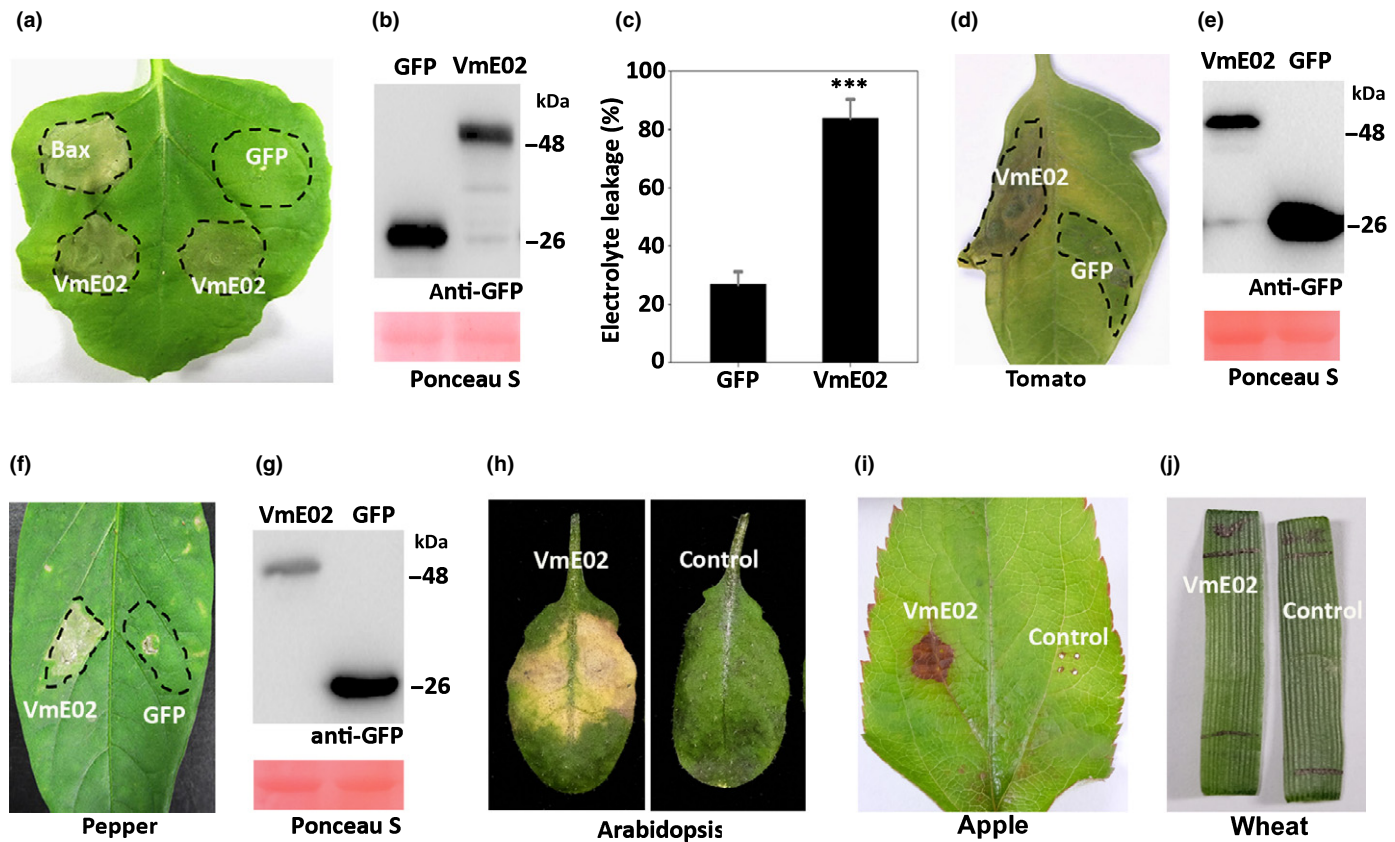 (a)
Bax
GFP
VmE02
VmE02
(b)
GFP VmE02
kDa
–48
–26
Anti-GFP
Ponceau S
(c)
Electrolyte leakage (%)
100
80
60
40
20
0
***
GFP
VmE02
(d)
VmE02
GFP
Tomato
(e)
VmE02 GFP
kDa
–48
–26
Anti-GFP
Ponceau S
(f)
VmE02
GFP
Pepper
(g)
VmE02 GFP
kDa
–48
–26
anti-GFP
Ponceau S
(h)
VmE02
Control
Arabidopsis
(i)
VmE02
Control
Apple
(j)
VmE02
Control
Wheat